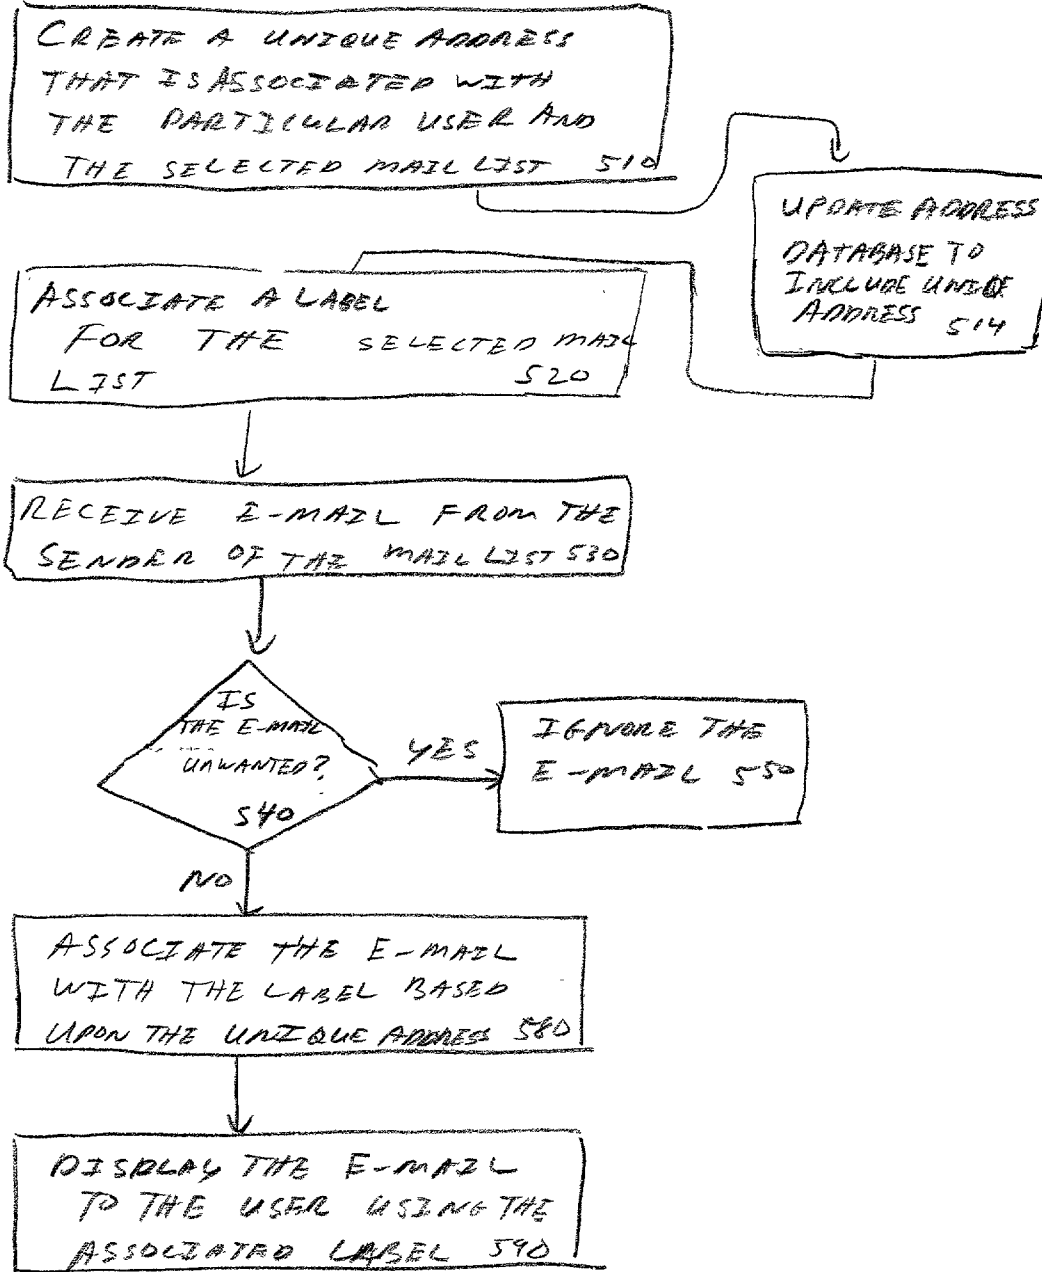 CREATE A UNIQUE ADDRESS
THAT IS ASSOCIATED WITH
THE PARTICULAR USER AND
THE SELECTED MAIL LIST 510
UPDATE ADDRESS
DATABASE TO
INCLUDE UNIQE
ADDRESS 514
ASSOCIATE A LABEL
FOR THE SELECTED MAIL
LIST 520
RECEIVE E-MAIL FROM THE
SENDER OF THE MAIL LIST 530
IS
THE E-MAIL
UNWANTED?
540
YES
IGNORE THE
E-MAIL 550
NO
ASSOCIATE THE E-MAIL
WITH THE LABEL BASED
UPON THE UNIQUE ADDRESS 580
DISPLAY THE E-MAIL
TO THE USER USING THE
ASSOCIATED LABEL 590